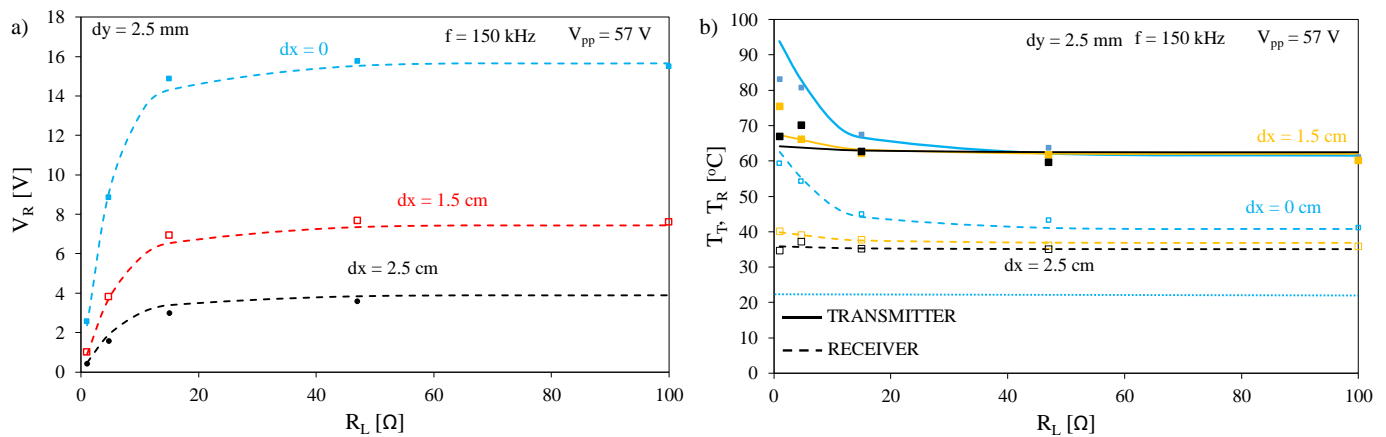 a)
dy = 2.5 mm
f = 150 kHz
V_pp = 57 V
dx = 0
dx = 1.5 cm
dx = 2.5 cm
V_R [V]
18
16
14
12
10
8
6
4
2
0
0 20 40 60 80 100
R_L [Ω]
b)
dy = 2.5 mm f = 150 kHz
V_pp = 57 V
dx = 1.5 cm
dx = 0 cm
dx = 2.5 cm
TRANSMITTER
RECEIVER
T_T, T_R [°C]
100
90
80
70
60
50
40
30
20
10
0
0 20 40 60 80 100
R_L [Ω]